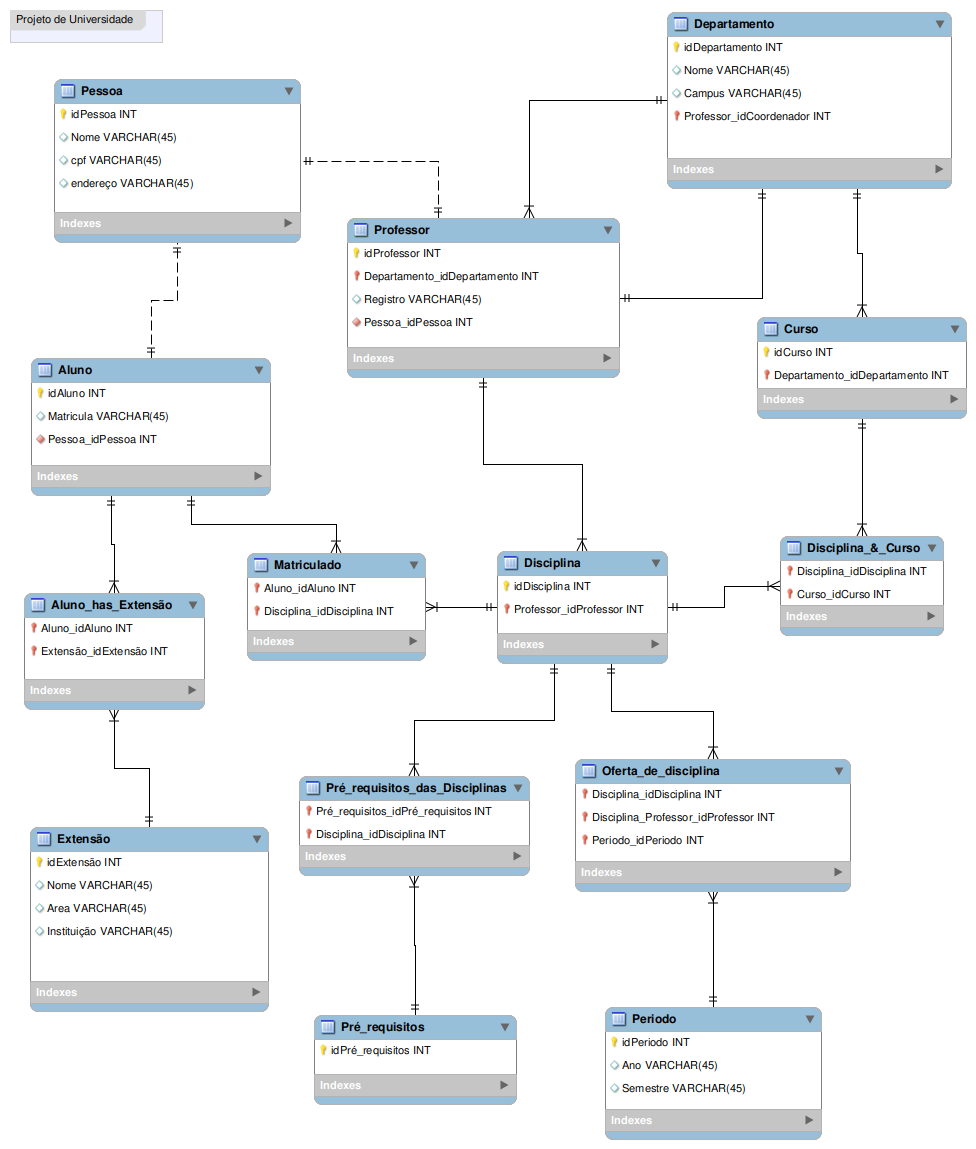 Projeto de Universidade
Departamento
idDepartamento INT
Nome VARCHAR(45)
Campus VARCHAR(45)
Professor_idCoordenador INT
Indexes
Pessoa
idPessoa INT
Nome VARCHAR(45)
cpf VARCHAR(45)
endereço VARCHAR(45)
Indexes
Professor
idProfessor INT
Departamento_idDepartamento INT
Registro VARCHAR(45)
Pessoa_idPessoa INT
Indexes
Curso
idCurso INT
Departamento_idDepartamento INT
Indexes
Aluno
idAluno INT
Matricula VARCHAR(45)
Pessoa_idPessoa INT
Indexes
Matriculado
Aluno_idAluno INT
Disciplina_idDisciplina INT
Indexes
Disciplina
idDisciplina INT
Professor_idProfessor INT
Indexes
Disciplina_&_Curso
Disciplina_idDisciplina INT
Curso_idCurso INT
Indexes
Aluno_has_Extensão
Aluno_idAluno INT
Extensão_idExtensão INT
Indexes
Pré_requisitos_das_Disciplinas
Pré_requisitos_idPré_requisitos INT
Disciplina_idDisciplina INT
Indexes
Oferta_de_disciplina
Disciplina_idDisciplina INT
Disciplina_Professor_idProfessor INT
Periodo_idPeriodo INT
Indexes
Extensão
idExtensão INT
Nome VARCHAR(45)
Area VARCHAR(45)
Instituição VARCHAR(45)
Indexes
Pré_requisitos
idPré_requisitos INT
Indexes
Periodo
idPeriodo INT
Ano VARCHAR(45)
Semestre VARCHAR(45)
Indexes